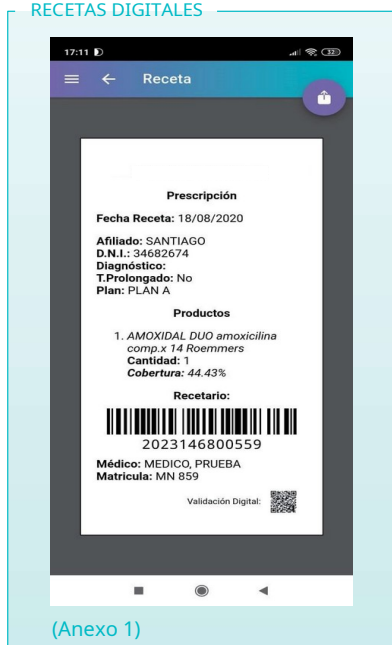 RECETAS DIGITALES
17:11
32
Receta
Prescripción
Fecha Receta: 18/08/2020
Afiliado: SANTIAGO
D.N.I.: 34682674
Diagnóstico:
T.Prolongado: No
Plan: PLAN A
Productos
1. AMOXIDAL DUO amoxicilina
comp.x 14 Roemmers
Cantidad: 1
Cobertura: 44.43%
Recetario:
2023146800559
Médico: MEDICO, PRUEBA
Matricula: MN 859
Validación Digital:
(Anexo 1)